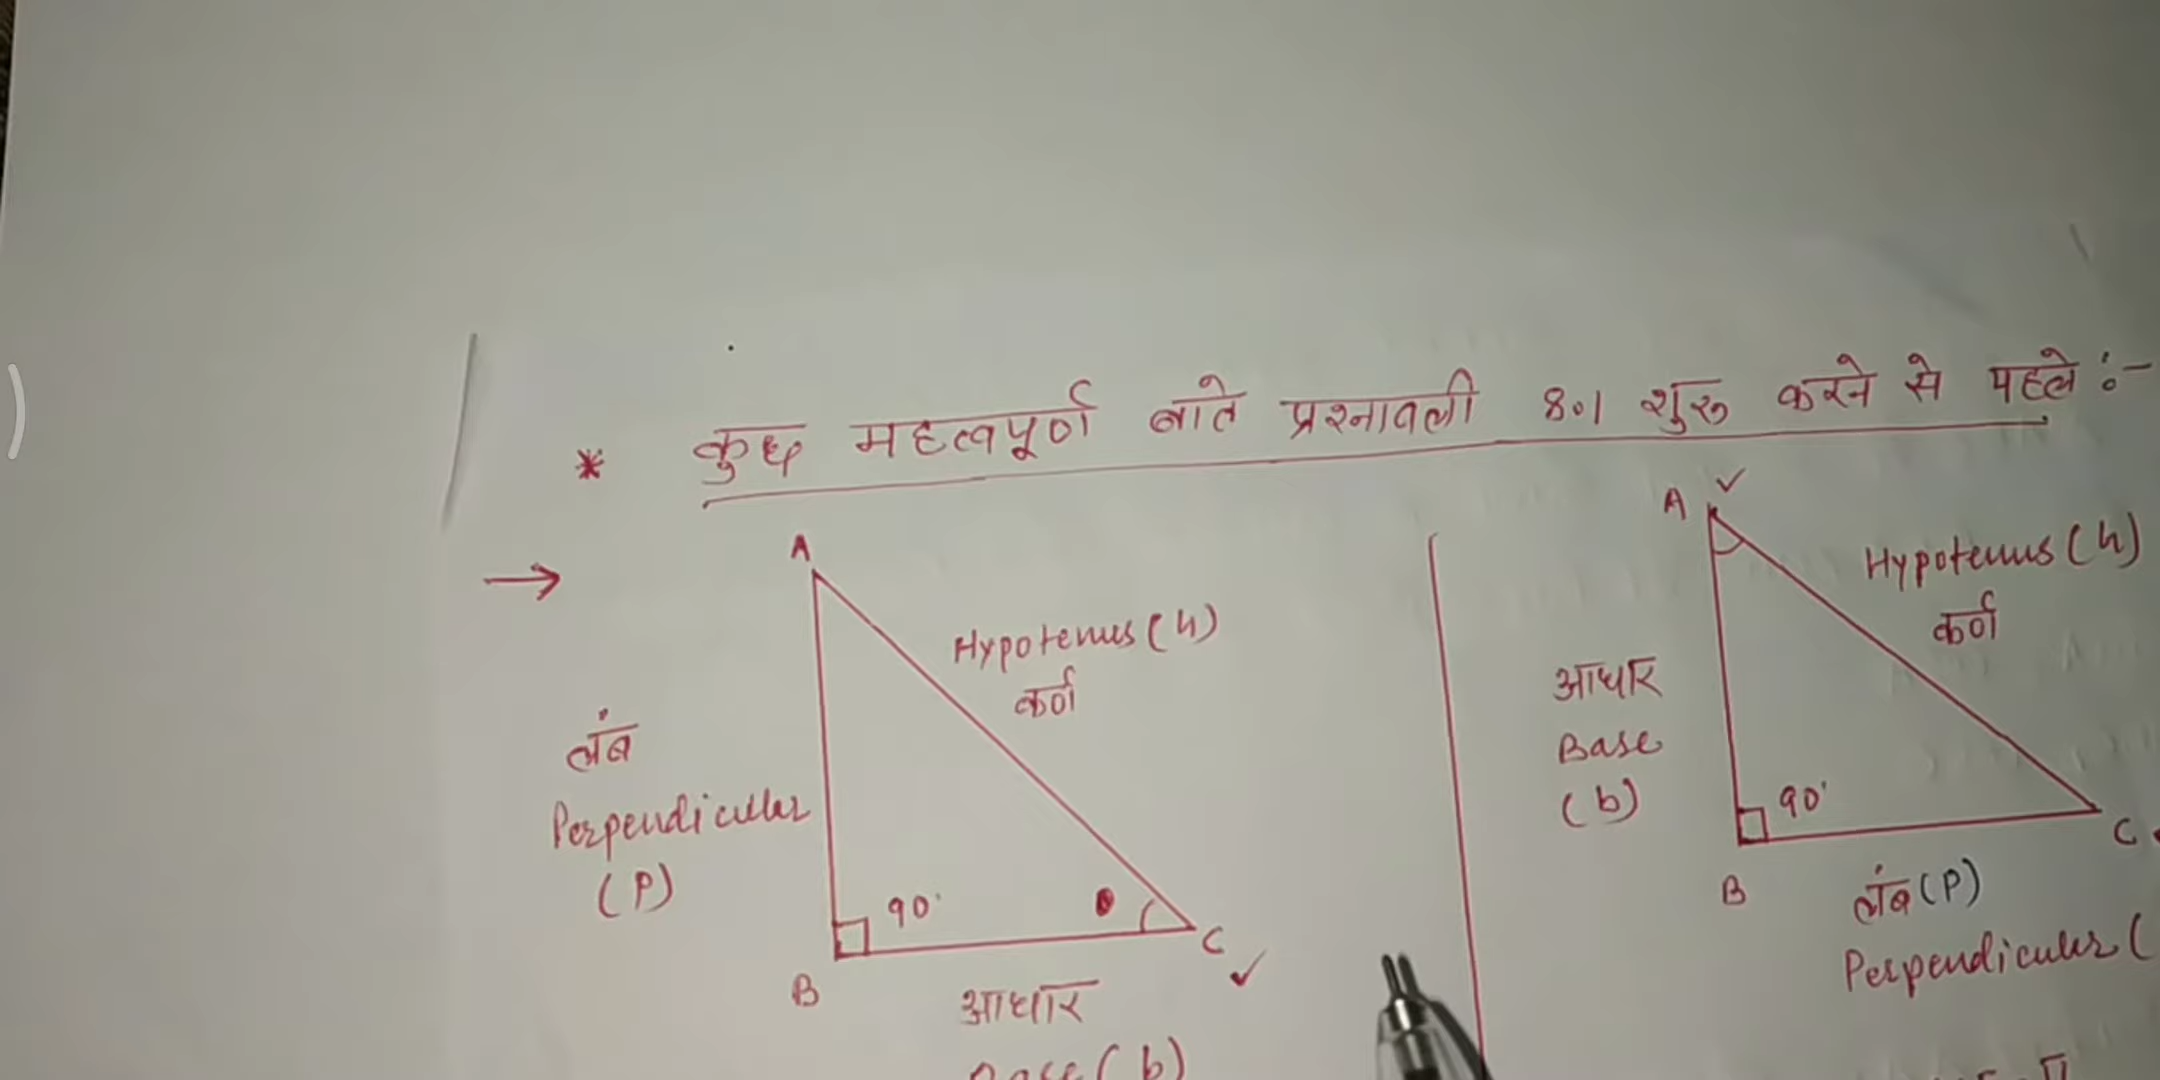 * कुछ महत्वपूर्ण बाते प्रश्नावली 8.1 शुरू करने से पहले :-
→
A
Hypotenus (h)
कर्ण
लंब
Perpendicular
(P)
90°
B
C ✓
आधार
Base (b)
A ✓
Hypotenus (h)
कर्ण
आधार
Base
(b)
90°
B
C
लंब (P)
Perpendicular (